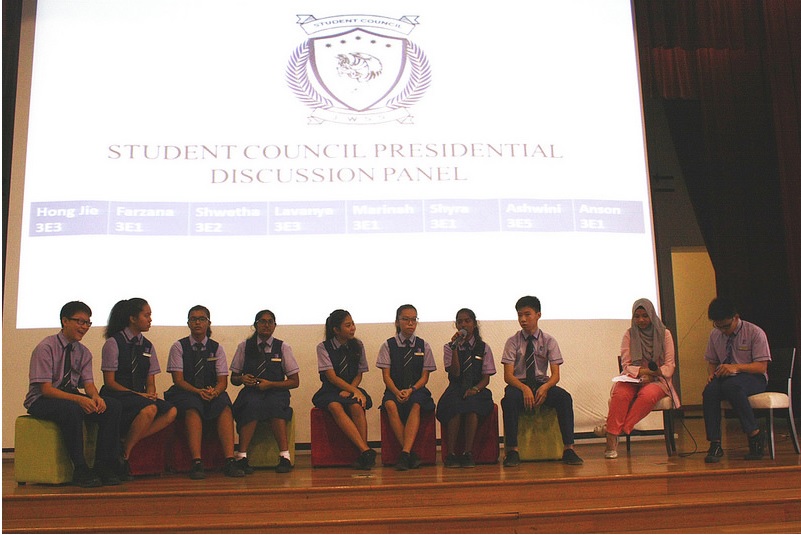 STUDENT COUNCIL
J.W.S.S
STUDENT COUNCIL PRESIDENTIAL
DISCUSSION PANEL
Hong Jie Farzana Shwetha Lavanya Marinah Shyra Ashwini Anson
3E3 3E1 3E2 3E3 3E1 3E1 3E5 3E1